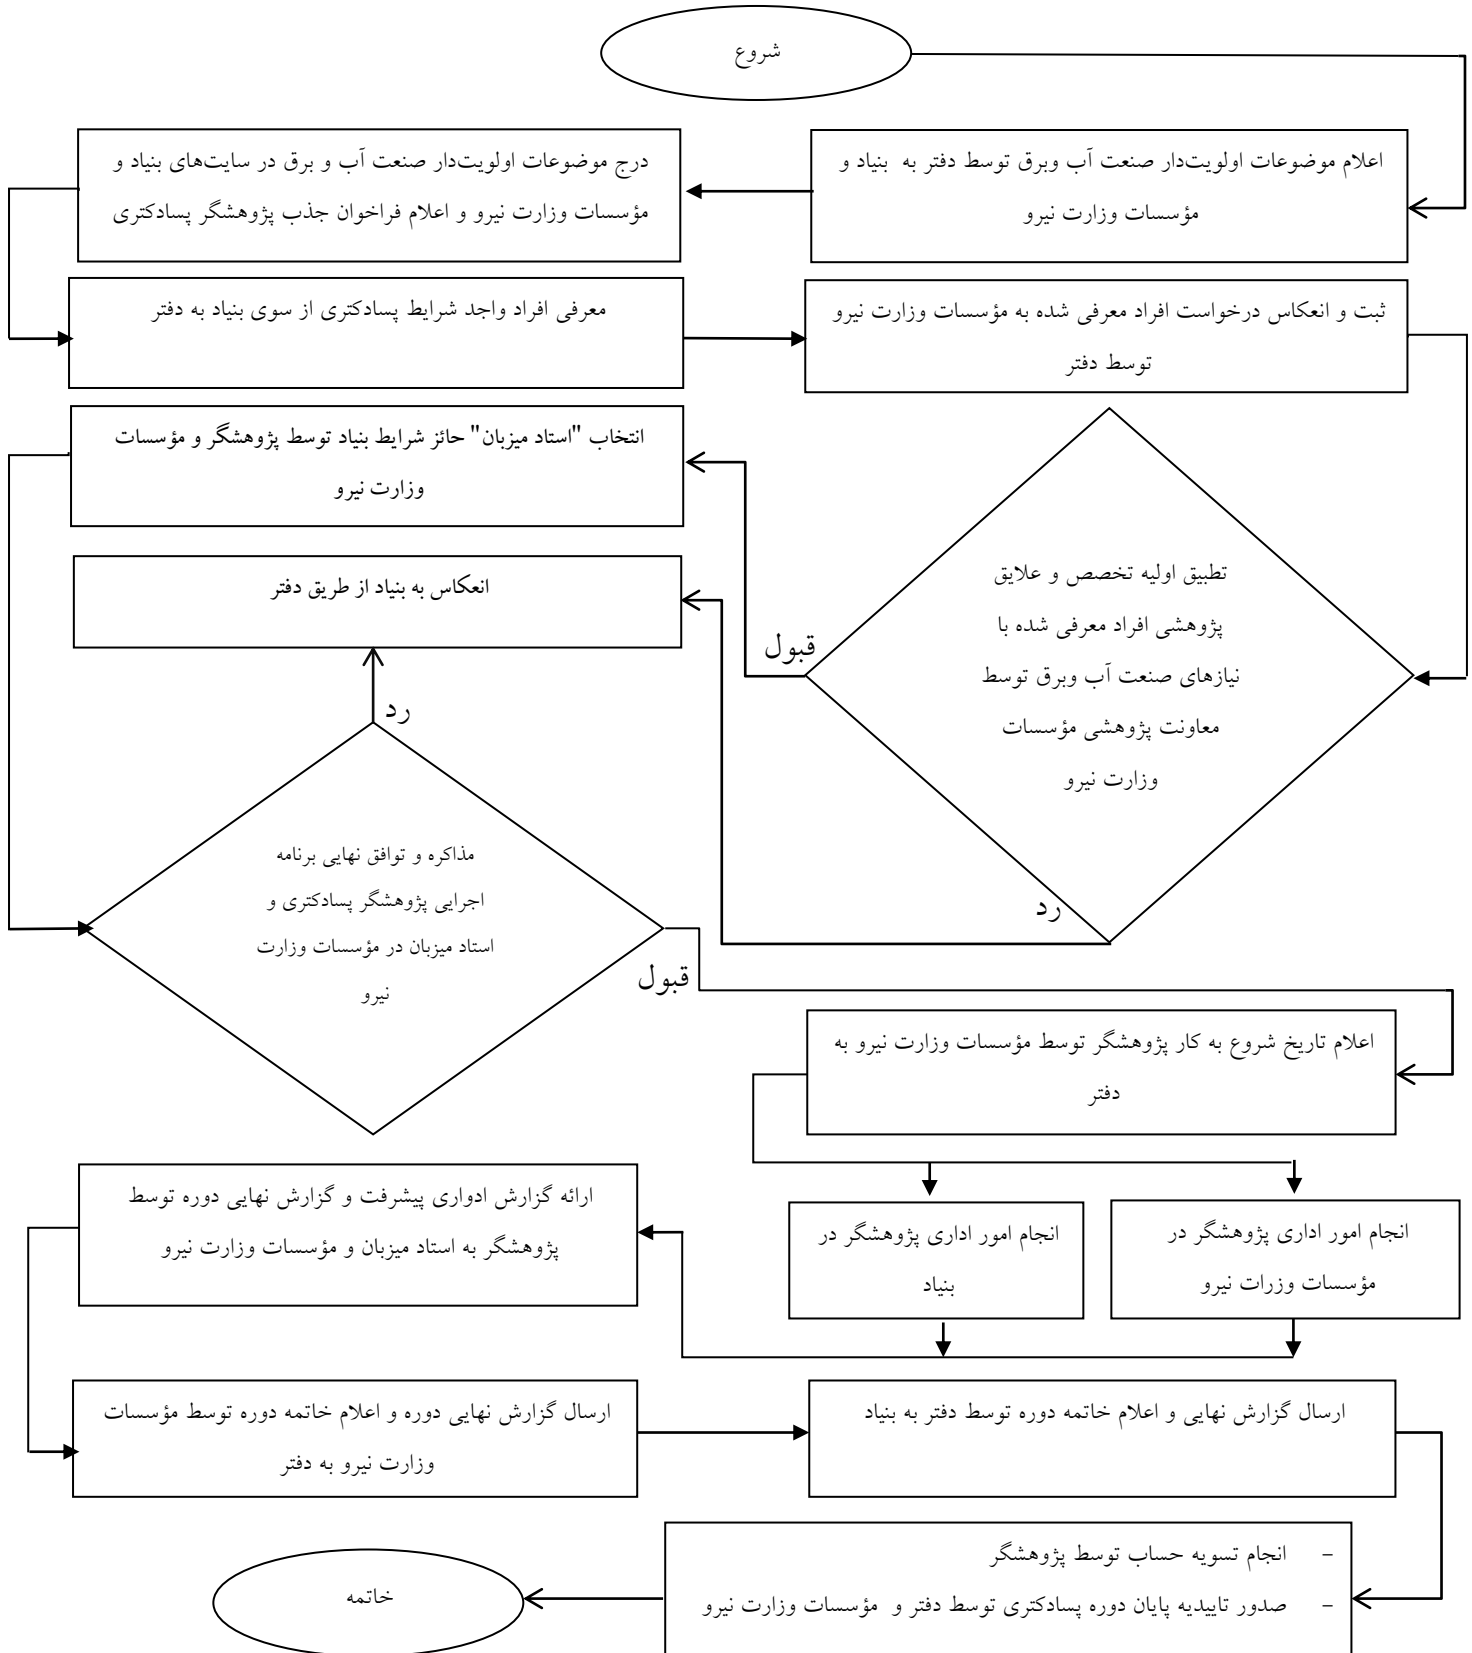 شروع
اعلام موضوعات اولویت‌دار صنعت آب وبرق توسط دفتر به بنیاد و
مؤسسات وزارت نیرو
درج موضوعات اولویت‌دار صنعت آب و برق در سایت‌های بنیاد و
مؤسسات وزارت نیرو و اعلام فراخوان جذب پژوهشگر پسادکتری
معرفی افراد واجد شرایط پسادکتری از سوی بنیاد به دفتر
ثبت و انعکاس درخواست افراد معرفی شده به مؤسسات وزارت نیرو
توسط دفتر
تطبیق اولیه تخصص و علایق
پژوهشی افراد معرفی شده با
نیازهای صنعت آب وبرق توسط
معاونت پژوهشی مؤسسات
وزارت نیرو
قبول
رد
انتخاب "استاد میزبان" حائز شرایط بنیاد توسط پژوهشگر و مؤسسات
وزارت نیرو
انعکاس به بنیاد از طریق دفتر
رد
مذاکره و توافق نهایی برنامه
اجرایی پژوهشگر پسادکتری و
استاد میزبان در مؤسسات وزارت
نیرو
قبول
اعلام تاریخ شروع به کار پژوهشگر توسط مؤسسات وزارت نیرو به
دفتر
انجام امور اداری پژوهشگر در
مؤسسات وزرات نیرو
انجام امور اداری پژوهشگر در
بنیاد
ارائه گزارش ادواری پیشرفت و گزارش نهایی دوره توسط
پژوهشگر به استاد میزبان و مؤسسات وزارت نیرو
ارسال گزارش نهایی دوره و اعلام خاتمه دوره توسط مؤسسات
وزارت نیرو به دفتر
ارسال گزارش نهایی و اعلام خاتمه دوره توسط دفتر به بنیاد
- انجام تسویه حساب توسط پژوهشگر
- صدور تاییدیه پایان دوره پسادکتری توسط دفتر و مؤسسات وزارت نیرو
خاتمه